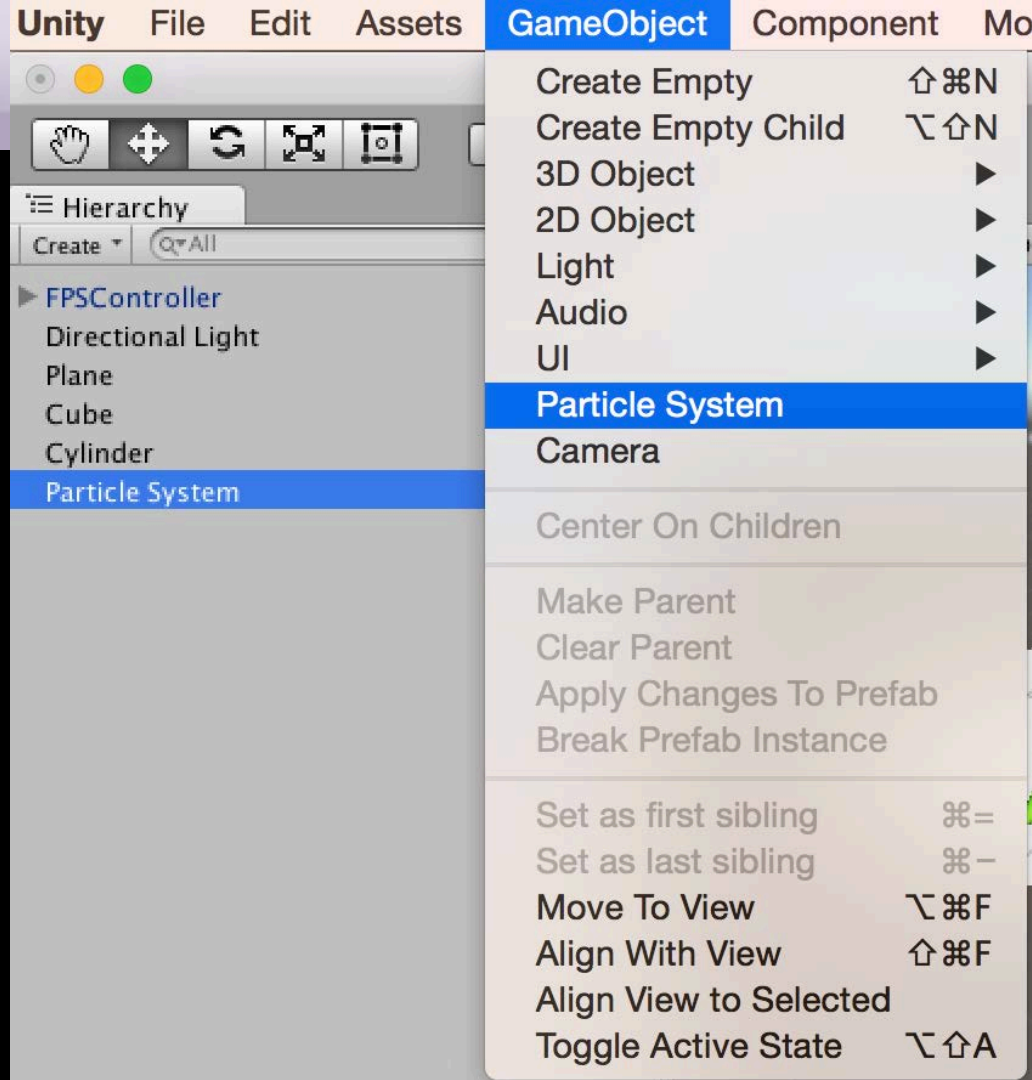 Unity File Edit Assets GameObject Component Mo
Hierarchy
Create All
FPSController
Directional Light
Plane
Cube
Cylinder
Particle System
Create Empty ⇧⌘N
Create Empty Child ⌥⇧N
3D Object ▶
2D Object ▶
Light ▶
Audio ▶
UI ▶
Particle System
Camera
Center On Children
Make Parent
Clear Parent
Apply Changes To Prefab
Break Prefab Instance
Set as first sibling ⌘=
Set as last sibling ⌘−
Move To View ⌥⌘F
Align With View ⇧⌘F
Align View to Selected
Toggle Active State ⌥⇧A